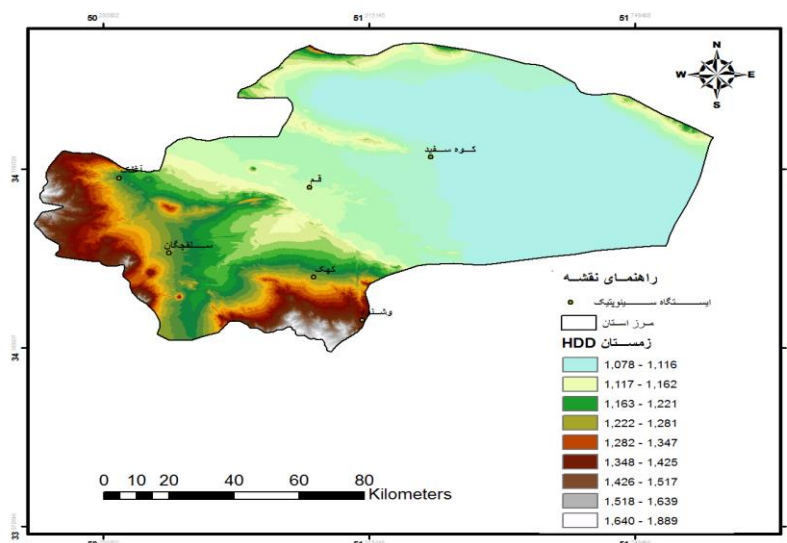 50 51 51
N
W E
S
34
کوه سفید
قم
سلفچگان
کهک
34
33
50 51 51
راهنمای نقشه
ایستگاه سینوپتیک
مرز استان
زمستان HDD
1,078 - 1,116
1,117 - 1,162
1,163 - 1,221
1,222 - 1,281
1,282 - 1,347
1,348 - 1,425
1,426 - 1,517
1,518 - 1,639
1,640 - 1,889
0 10 20 40 60 80
Kilometers